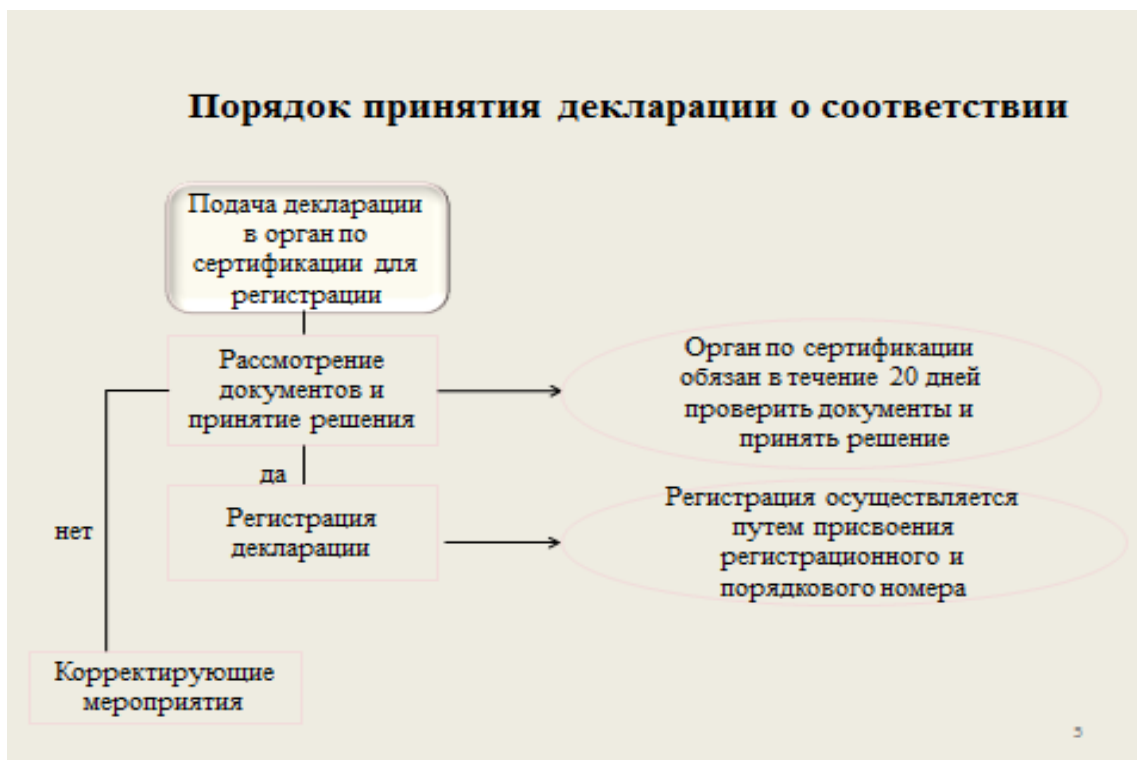 Порядок принятия декларации о соответствии
Подача декларации
в орган по
сертификации для
регистрации
Рассмотрение
документов и
принятие решения
Орган по сертификации
обязан в течение 20 дней
проверить документы и
принять решение
да
нет
Регистрация
декларации
Регистрация осуществляется
путем присвоения
регистрационного и
порядкового номера
Корректирующие
мероприятия
5